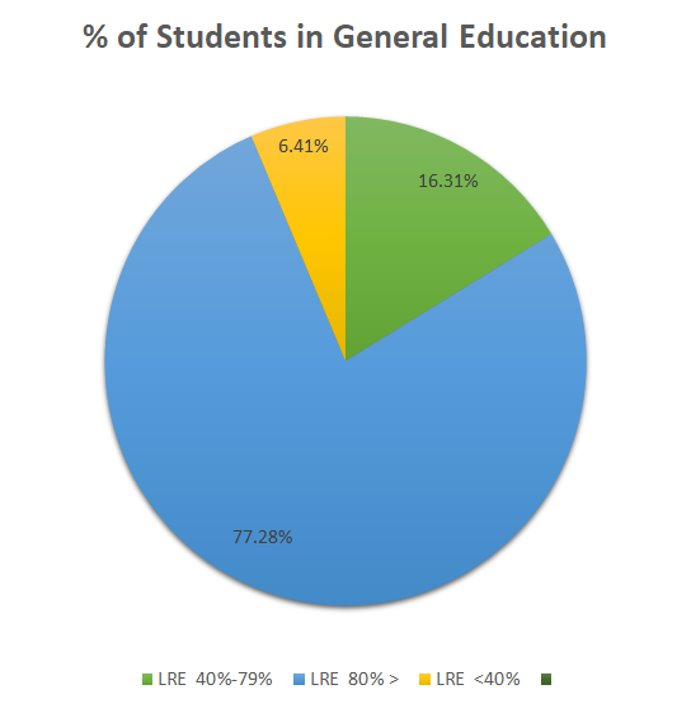 % of Students in General Education
6.41%
16.31%
77.28%
LRE 40%-79% LRE 80% > LRE <40%